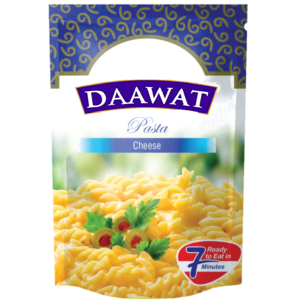 DAAWAT
Pasta
Cheese
7
Ready
to Eat in
Minutes